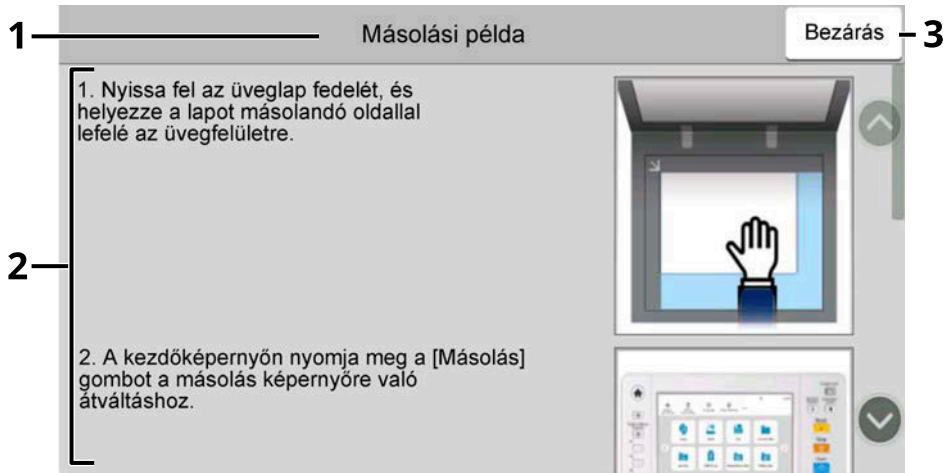 1
Másolási példa
Bezárás
3
1. Nyissa fel az üveglap fedelét, és
helyezze a lapot másolandó oldallal
lefelé az üvegfelületre.
2
2. A kezdőképernyőn nyomja meg a [Másolás]
gombot a másolás képernyőre való
átváltáshoz.